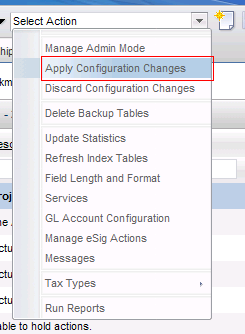 Select Action
Manage Admin Mode
Apply Configuration Changes
Discard Configuration Changes
Delete Backup Tables
Update Statistics
Refresh Index Tables
Field Length and Format
Services
GL Account Configuration
Manage eSig Actions
Messages
Tax Types
Run Reports
able to hold actions.